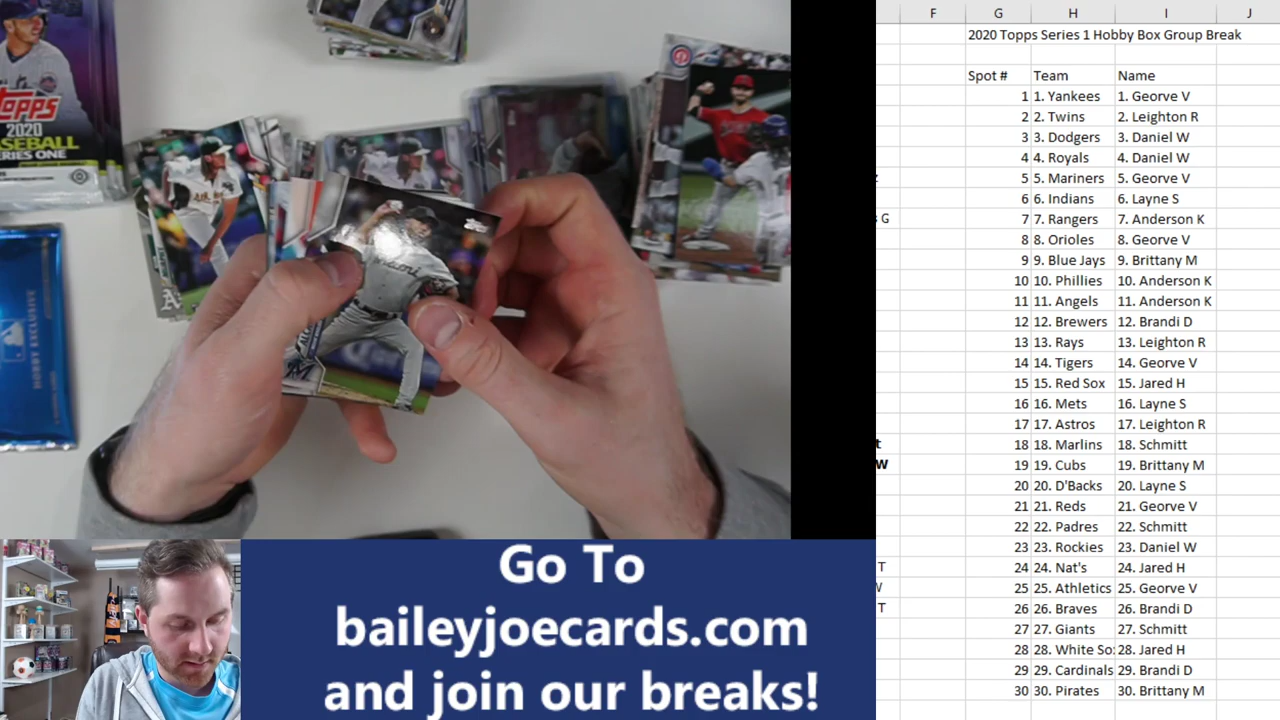 F G H I J
2020 Topps Series 1 Hobby Box Group Break
Spot # Team Name
1 1. Yankees 1. Georve V
2 2. Twins 2. Leighton R
3 3. Dodgers 3. Daniel W
4 4. Royals 4. Daniel W
5 5. Mariners 5. Georve V
6 6. Indians 6. Layne S
7 7. Rangers 7. Anderson K
8 8. Orioles 8. Georve V
9 9. Blue Jays 9. Brittany M
10 10. Phillies 10. Anderson K
11 11. Angels 11. Anderson K
12 12. Brewers 12. Brandi D
13 13. Rays 13. Leighton R
14 14. Tigers 14. Georve V
15 15. Red Sox 15. Jared H
16 16. Mets 16. Layne S
17 17. Astros 17. Leighton R
18 18. Marlins 18. Schmitt
19 19. Cubs 19. Brittany M
20 20. D'Backs 20. Layne S
21 21. Reds 21. Georve V
22 22. Padres 22. Schmitt
23 23. Rockies 23. Daniel W
24 24. Nat's 24. Jared H
25 25. Athletics 25. Georve V
26 26. Braves 26. Brandi D
27 27. Giants 27. Schmitt
28 28. White So 28. Jared H
29 29. Cardinals 29. Brandi D
30 30. Pirates 30. Brittany M
z
s G
t
W
T
W
T
Topps
2020
BASEBALL
SERIES ONE
HOBBY EXCLUSIVE
Go To
baileyjoecards.com
and join our breaks!